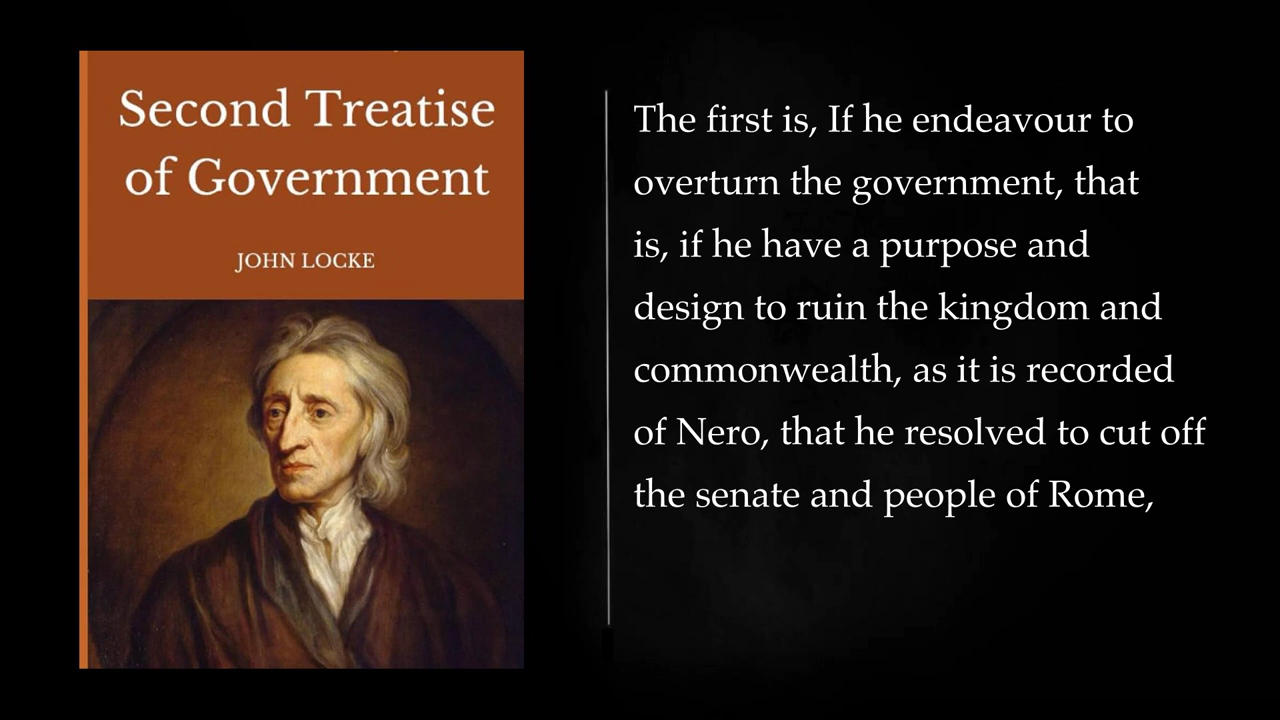 Second Treatise
of Government
JOHN LOCKE
The first is, If he endeavour to
overturn the government, that
is, if he have a purpose and
design to ruin the kingdom and
commonwealth, as it is recorded
of Nero, that he resolved to cut off
the senate and people of Rome,